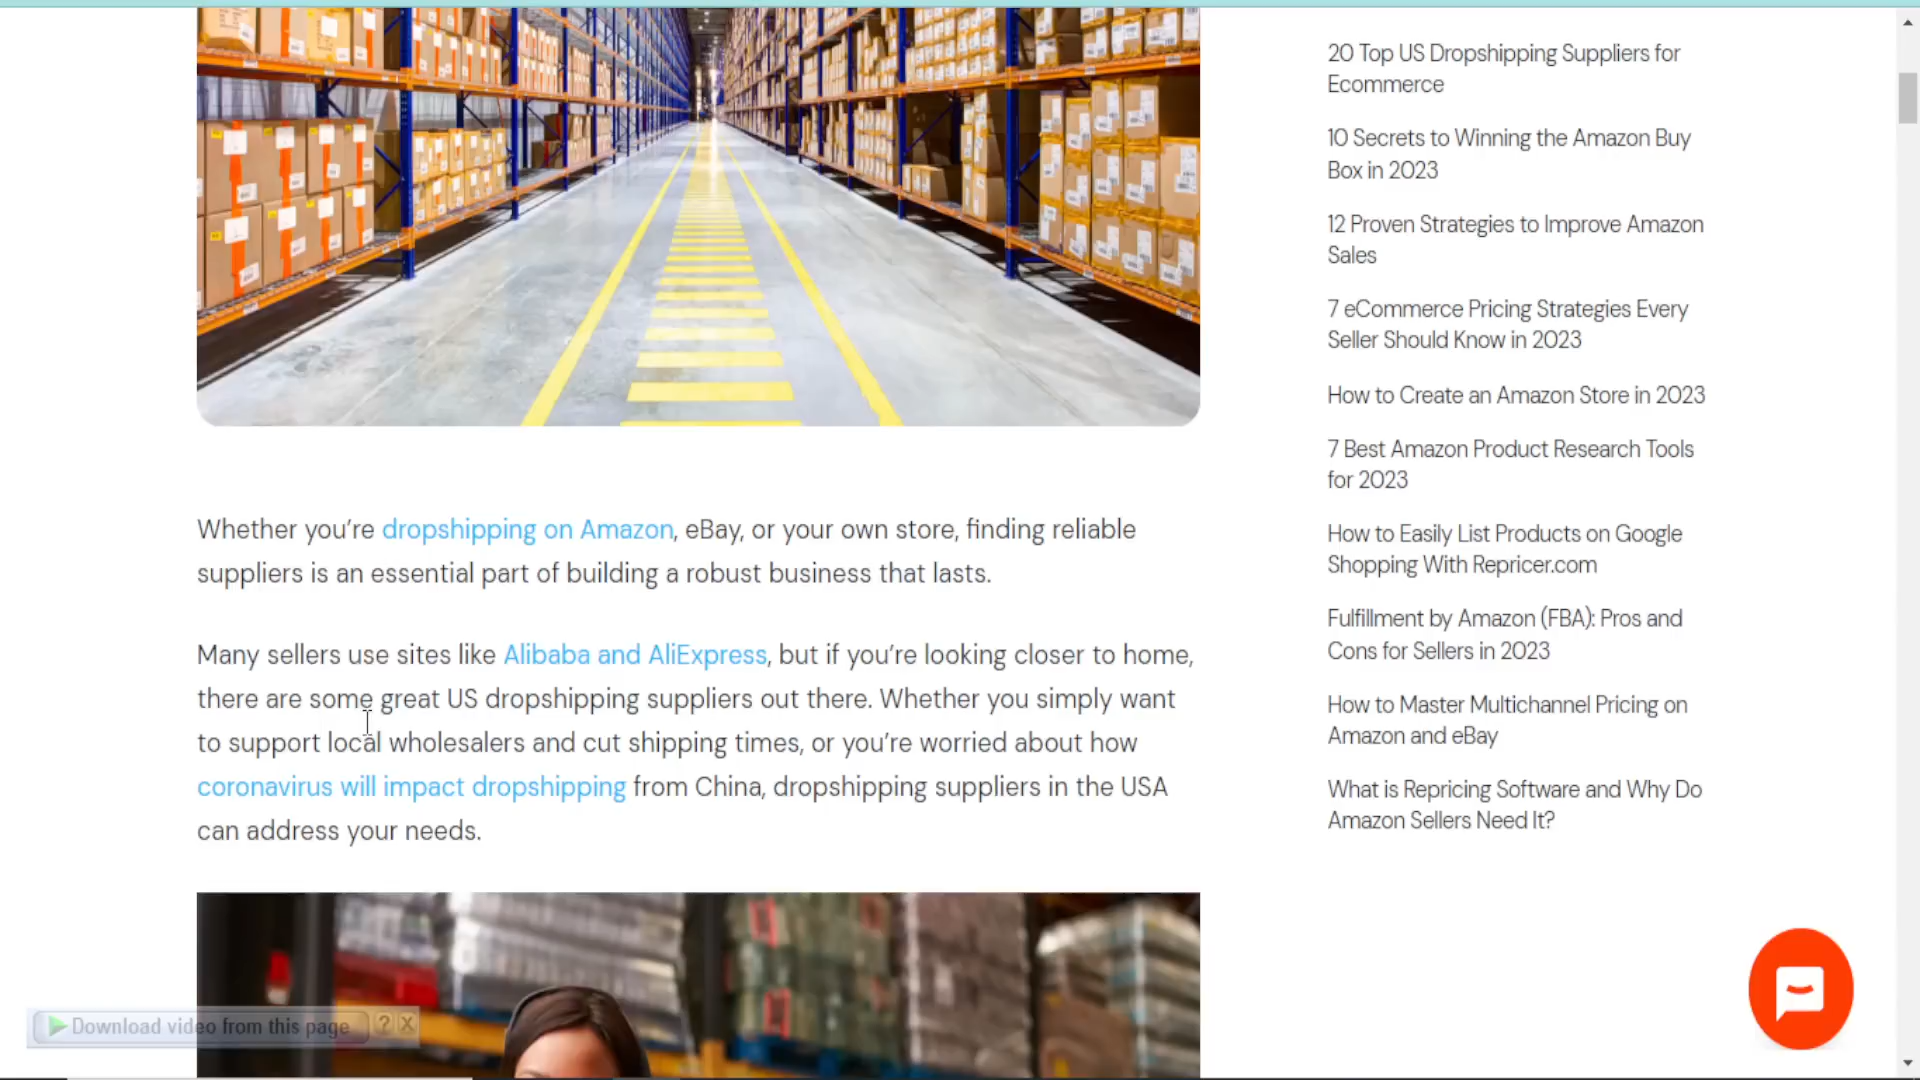 Whether you're dropshipping on Amazon, eBay, or your own store, finding reliable
suppliers is an essential part of building a robust business that lasts.
Many sellers use sites like Alibaba and AliExpress, but if you're looking closer to home,
there are some great US dropshipping suppliers out there. Whether you simply want
to support local wholesalers and cut shipping times, or you're worried about how
coronavirus will impact dropshipping from China, dropshipping suppliers in the USA
can address your needs.
20 Top US Dropshipping Suppliers for
Ecommerce
10 Secrets to Winning the Amazon Buy
Box in 2023
12 Proven Strategies to Improve Amazon
Sales
7 eCommerce Pricing Strategies Every
Seller Should Know in 2023
How to Create an Amazon Store in 2023
7 Best Amazon Product Research Tools
for 2023
How to Easily List Products on Google
Shopping With Repricer.com
Fulfillment by Amazon (FBA): Pros and
Cons for Sellers in 2023
How to Master Multichannel Pricing on
Amazon and eBay
What is Repricing Software and Why Do
Amazon Sellers Need It?
Download video from this page ? X